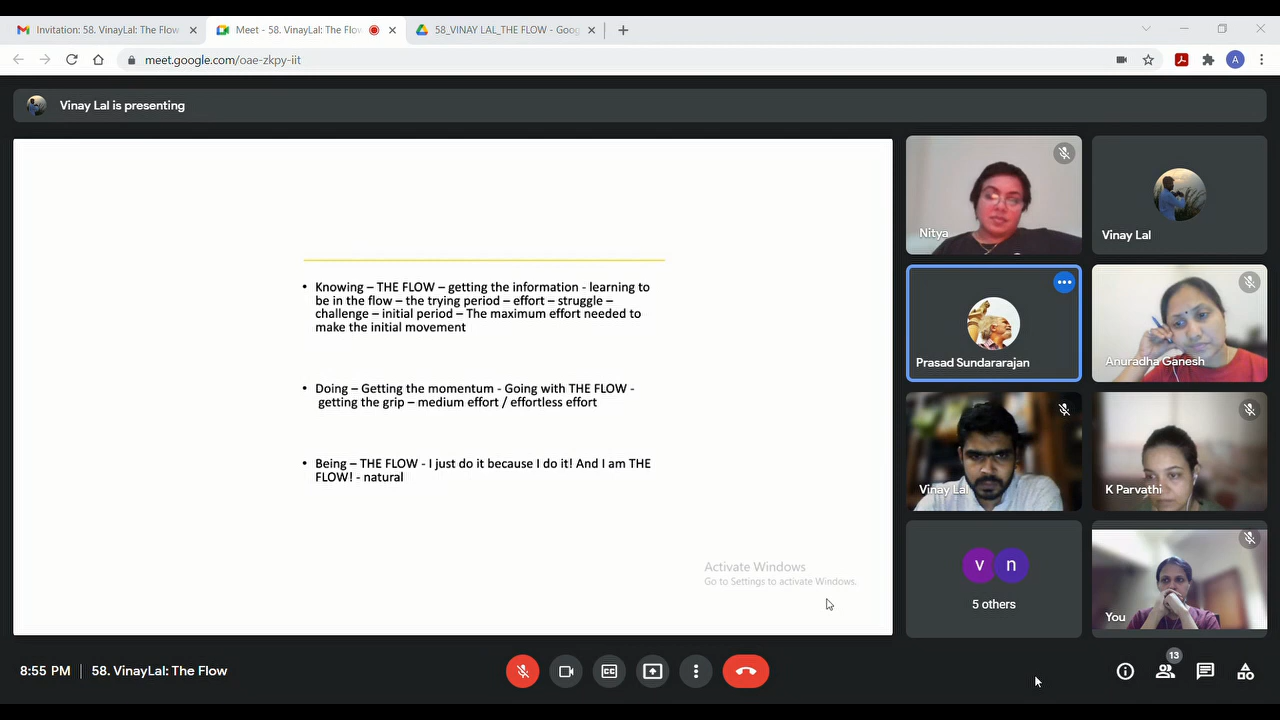 Invitation: 58. VinayLal: The Flow
Meet - 58. VinayLal: The Flow
58_VINAY LAL_THE FLOW - Goog
meet.google.com/oae-zkpy-iit
A
Vinay Lal is presenting
Knowing – THE FLOW – getting the information - learning to
be in the flow – the trying period – effort – struggle –
challenge – initial period – The maximum effort needed to
make the initial movement
Doing – Getting the momentum - Going with THE FLOW -
getting the grip – medium effort / effortless effort
Being – THE FLOW - I just do it because I do it! And I am THE
FLOW! - natural
Activate Windows
Go to Settings to activate Windows.
Nitya
Vinay Lal
Prasad Sundararajan
Anuradha Ganesh
Vinay Lal
K Parvathi
v n
5 others
You
8:55 PM | 58. VinayLal: The Flow
CC
13